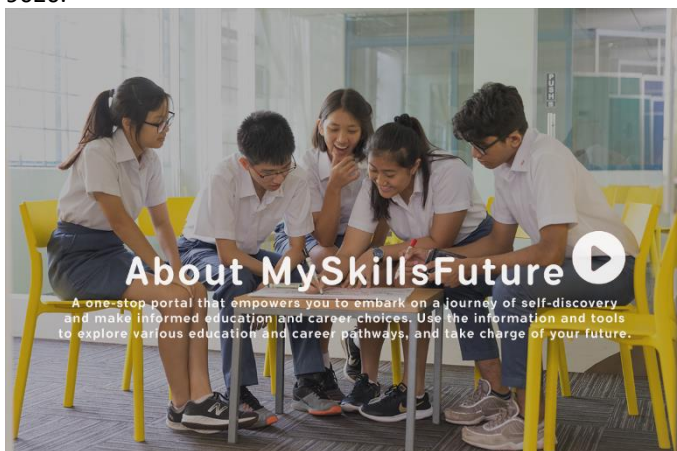 About MySkillsFuture
A one-stop portal that empowers you to embark on a journey of self-discovery
and make informed education and career choices. Use the information and tools
to explore various education and career pathways, and take charge of your future.
PUSH